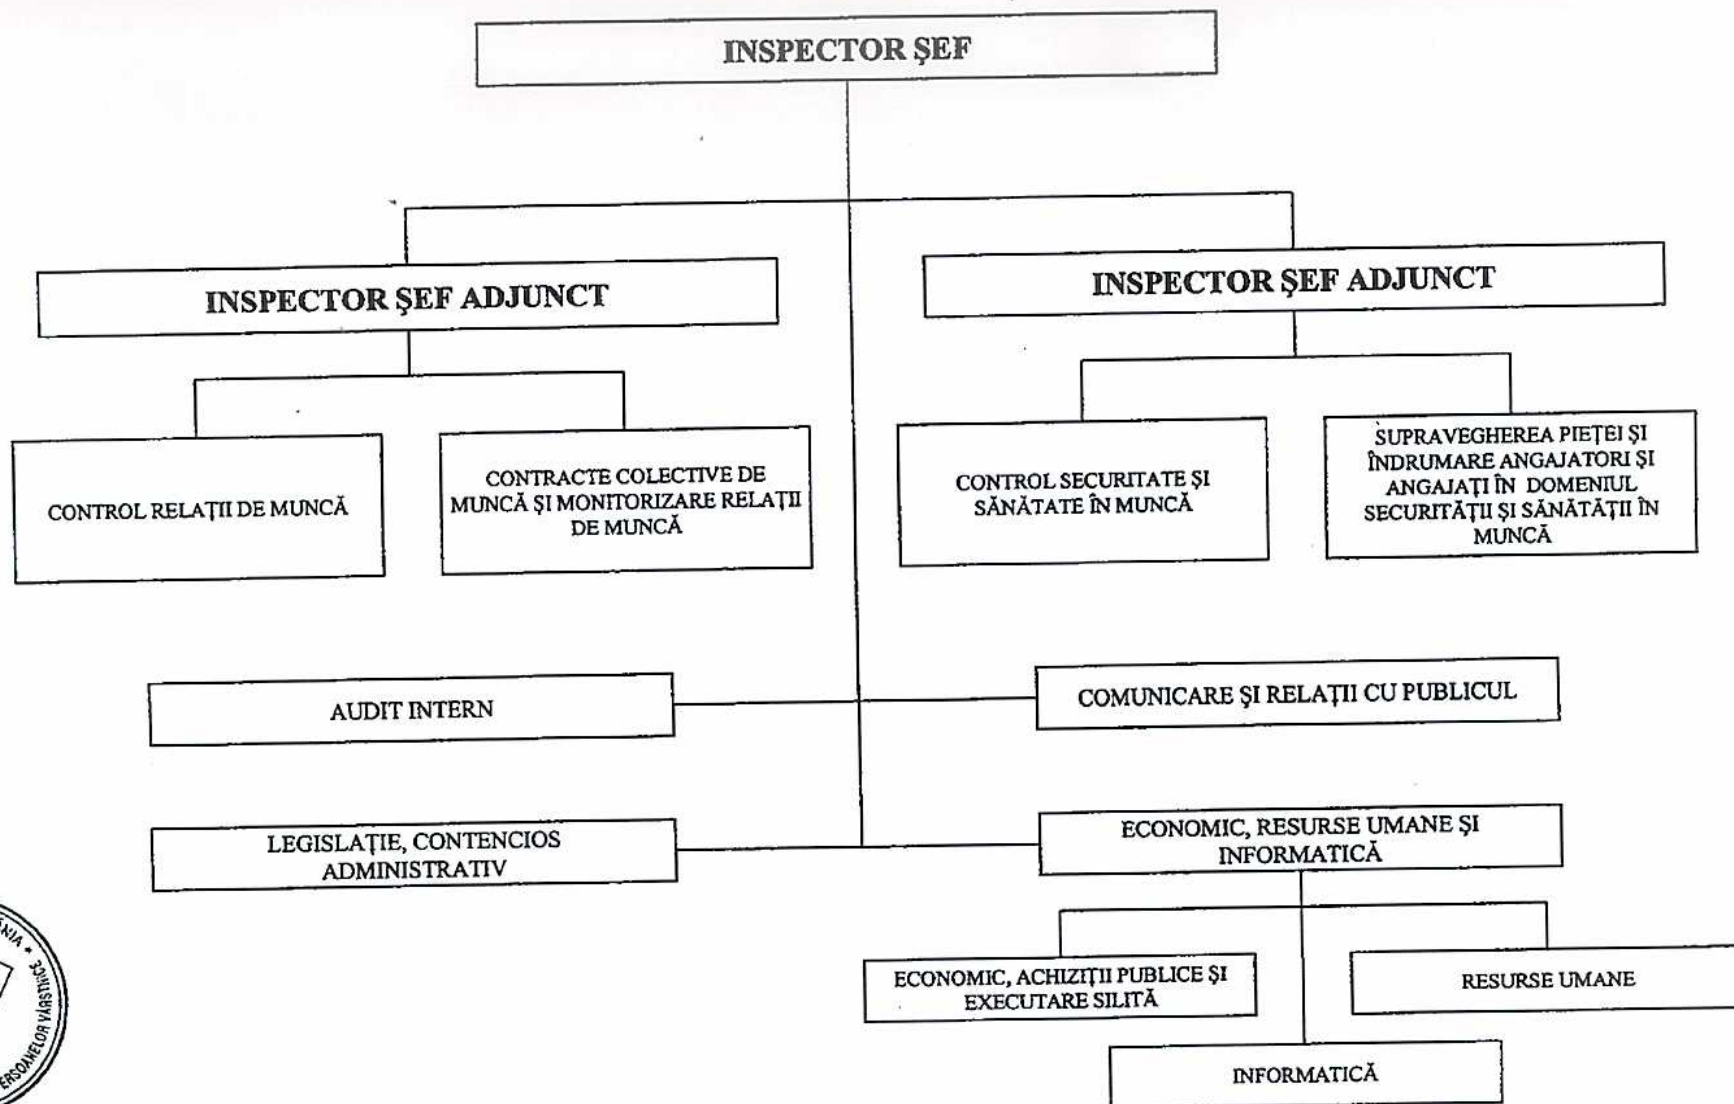 INSPECTOR ŞEF
INSPECTOR ŞEF ADJUNCT
INSPECTOR ŞEF ADJUNCT
CONTROL RELAŢII DE MUNCĂ
CONTRACTE COLECTIVE DE
MUNCĂ ŞI MONITORIZARE RELAŢII
DE MUNCĂ
CONTROL SECURITATE ŞI
SĂNĂTATE ÎN MUNCĂ
SUPRAVEGHEREA PIEŢEI ŞI
ÎNDRUMARE ANGAJATORI ŞI
ANGAJAŢI ÎN DOMENIUL
SECURITĂŢII ŞI SĂNĂTĂŢII ÎN
MUNCĂ
AUDIT INTERN
COMUNICARE ŞI RELAŢII CU PUBLICUL
LEGISLAŢIE, CONTENCIOS
ADMINISTRATIV
ECONOMIC, RESURSE UMANE ŞI
INFORMATICĂ
ECONOMIC, ACHIZIŢII PUBLICE ŞI
EXECUTARE SILITĂ
RESURSE UMANE
INFORMATICĂ
VÂRSTNICE